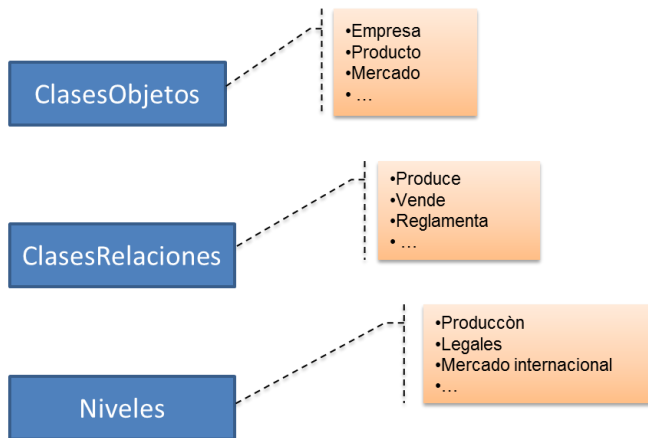 •Empresa
•Producto
•Mercado
• ...
ClasesObjetos
•Produce
•Vende
•Reglamenta
• ...
ClasesRelaciones
•Produccòn
•Legales
•Mercado internacional
•...
Niveles